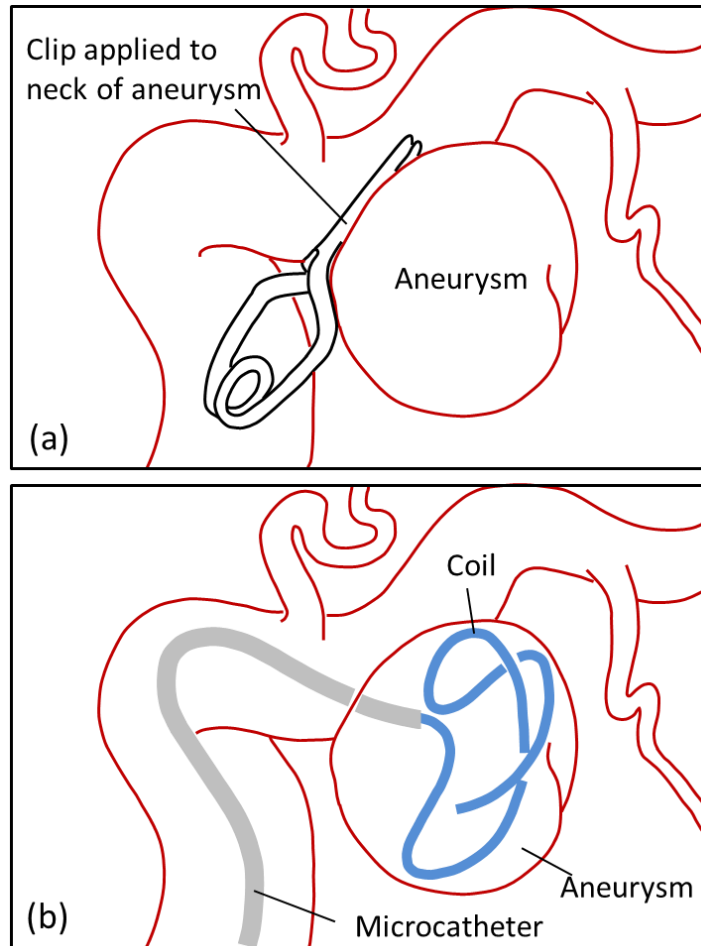 Clip applied to
neck of aneurysm
Aneurysm
(a)
Coil
Aneurysm
Microcatheter
(b)